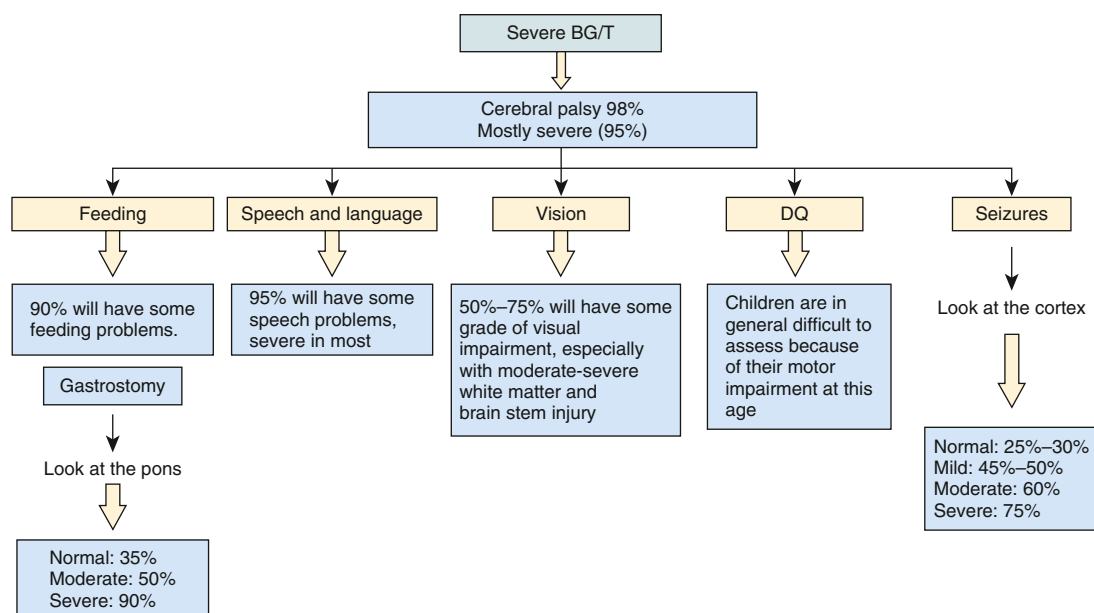 Severe BG/T
Cerebral palsy 98%
Mostly severe (95%)
Feeding
Speech and language
Vision
DQ
Seizures
90% will have some
feeding problems.
95% will have some
speech problems,
severe in most
50%–75% will have some
grade of visual
impairment, especially
with moderate-severe
white matter and
brain stem injury
Children are in
general difficult to
assess because
of their motor
impairment at this
age
Look at the cortex
Gastrostomy
Look at the pons
Normal: 25%–30%
Mild: 45%–50%
Moderate: 60%
Severe: 75%
Normal: 35%
Moderate: 50%
Severe: 90%